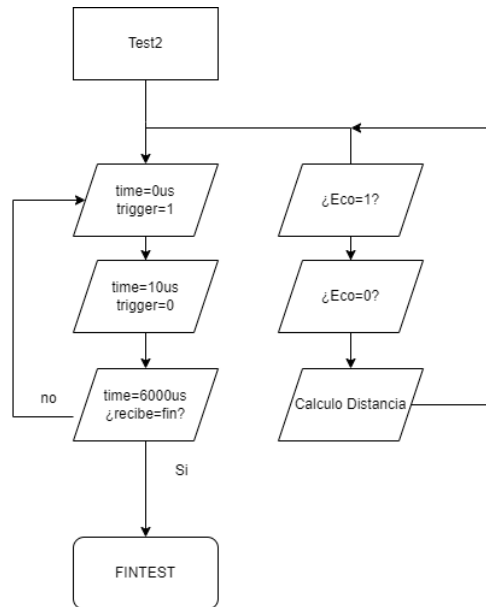 Test2
time=0us
trigger=1
¿Eco=1?
time=10us
trigger=0
¿Eco=0?
no
time=6000us
¿recibe=fin?
Calculo Distancia
Si
FINTEST